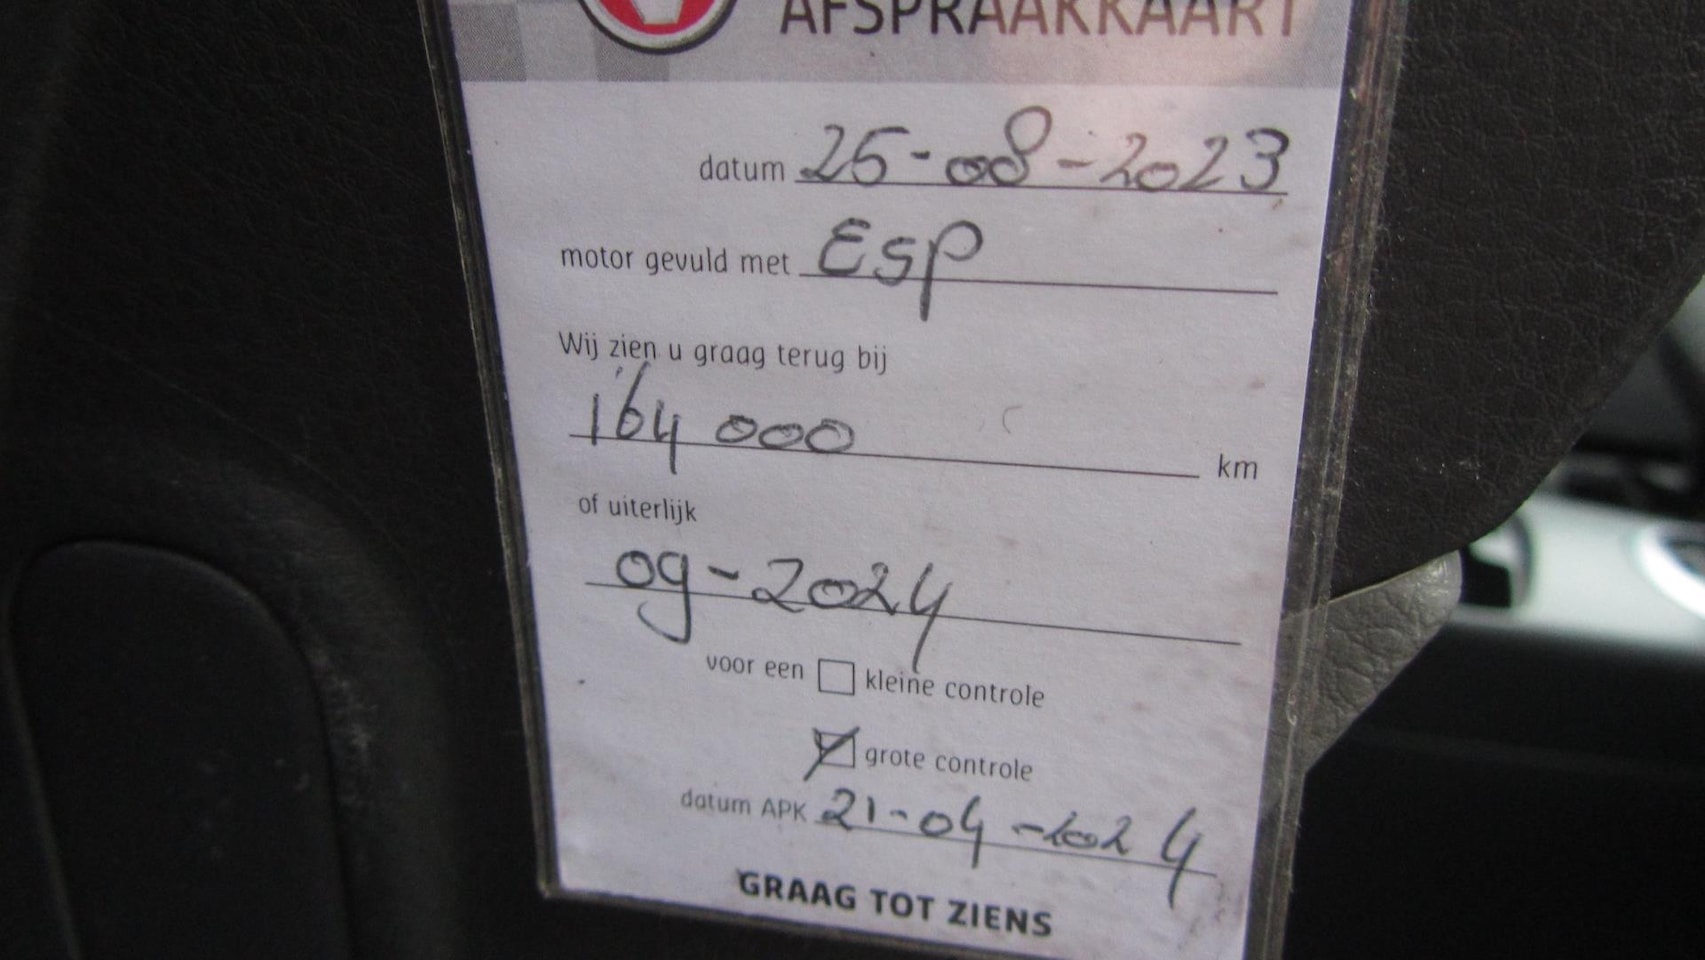 AFSPRAAKKAART
datum 25-08-2023
motor gevuld met ESP
Wij zien u graag terug bij
164 000 km
of uiterlijk
09-2024
voor een kleine controle
grote controle
datum APK 21-04-2024
GRAAG TOT ZIENS